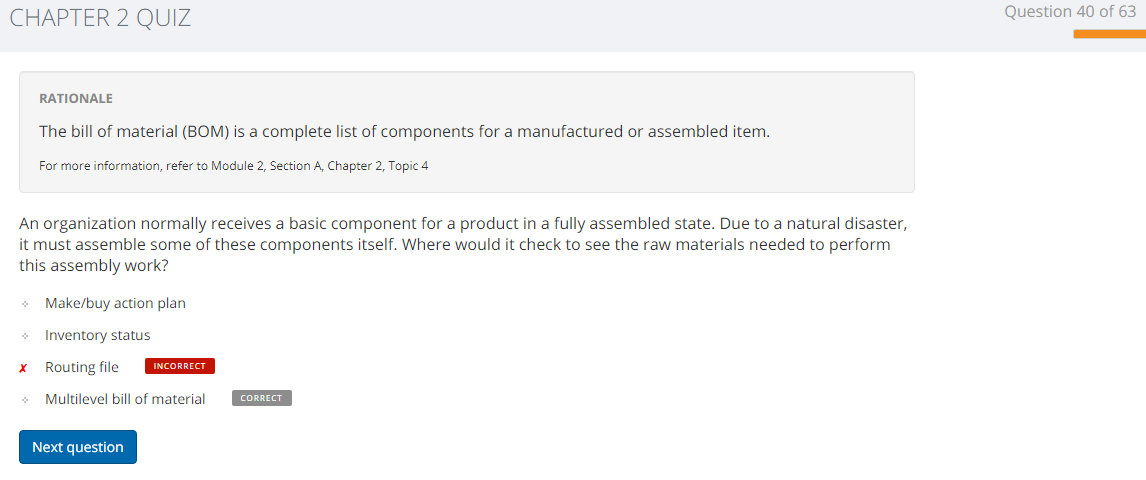 CHAPTER 2 QUIZ
Question 40 of 63
RATIONALE
The bill of material (BOM) is a complete list of components for a manufactured or assembled item.
For more information, refer to Module 2, Section A, Chapter 2, Topic 4
An organization normally receives a basic component for a product in a fully assembled state. Due to a natural disaster,
it must assemble some of these components itself. Where would it check to see the raw materials needed to perform
this assembly work?
Make/buy action plan
Inventory status
✗ Routing file INCORRECT
Multilevel bill of material CORRECT
Next question